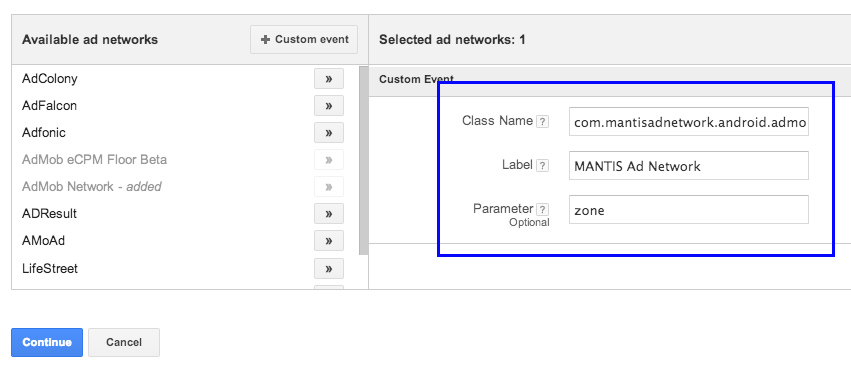 Available ad networks
+ Custom event
Selected ad networks: 1
AdColony »
AdFalcon »
Adfonic »
AdMob eCPM Floor Beta »
AdMob Network - added »
ADResult »
AMoAd »
LifeStreet »
Custom Event
Class Name ? com.mantisadnetwork.android.admo
Label ? MANTIS Ad Network
Parameter ? zone
Optional
Continue
Cancel